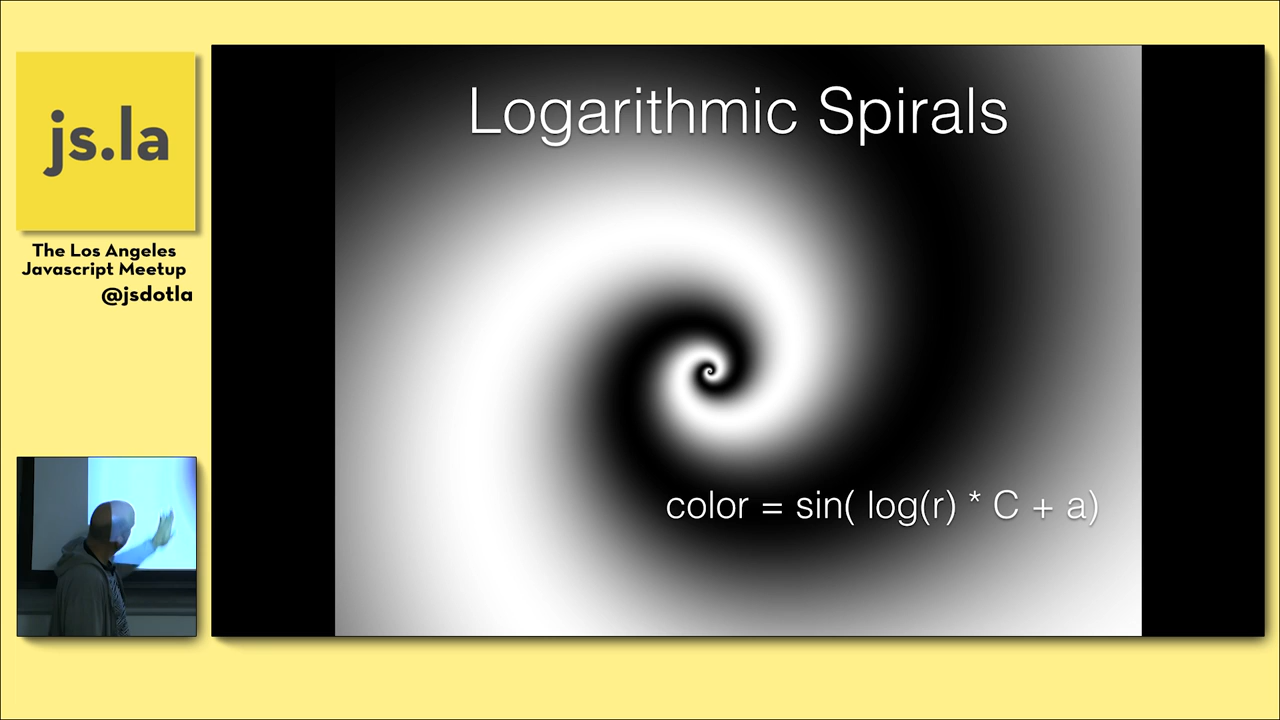 js.la
The Los Angeles
Javascript Meetup
@jsdotla
Logarithmic Spirals
color = sin( log(r) * C + a)